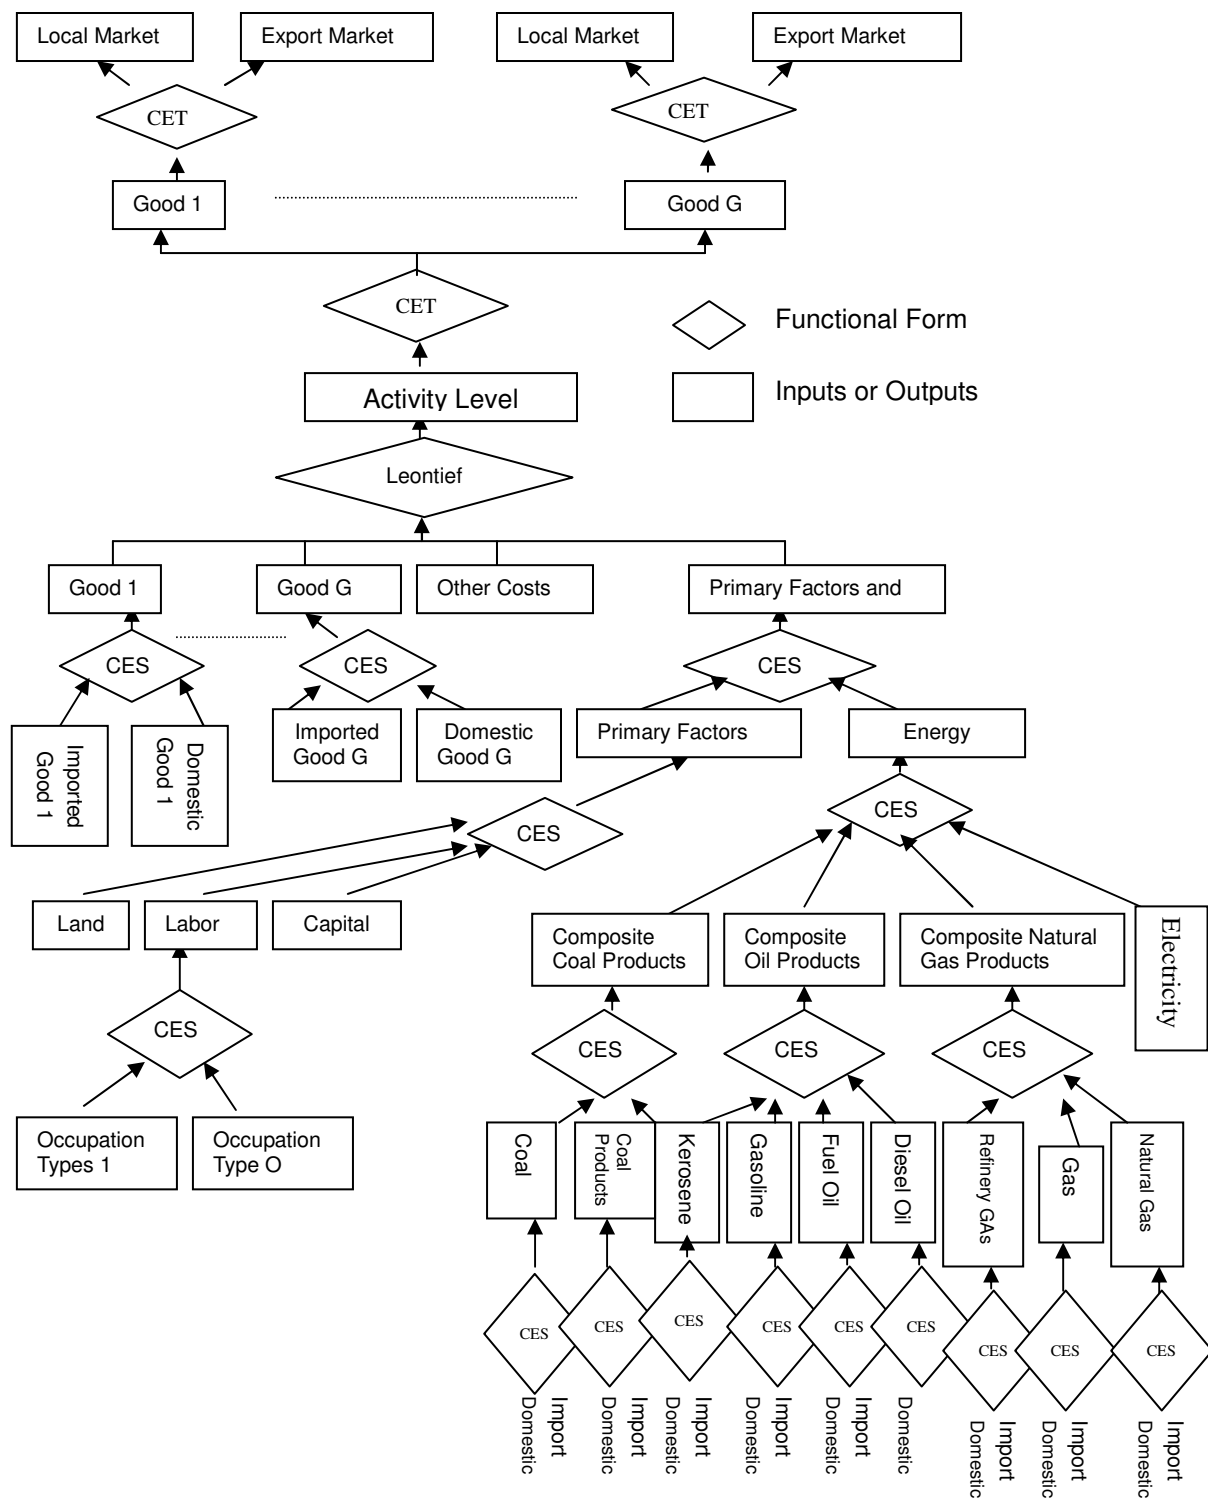 Local Market
Export Market
Local Market
Export Market
CET
CET
Good 1
Good G
CET
Functional Form
Activity Level
Inputs or Outputs
Leontief
Good 1
Good G
Other Costs
Primary Factors and
CES
CES
CES
Imported
Good 1
Domestic
Good 1
Imported
Good G
Domestic
Good G
Primary Factors
Energy
CES
CES
Land
Labor
Capital
Composite
Coal Products
Composite
Oil Products
Composite Natural
Gas Products
Electricity
CES
CES
CES
CES
Occupation
Types 1
Occupation
Type O
Coal
Coal
Products
Kerosene
Gasoline
Fuel Oil
Diesel Oil
Refinery GAs
Gas
Natural Gas
CES
CES
CES
CES
CES
CES
CES
CES
CES
Import
Domestic
Import
Domestic
Import
Domestic
Import
Domestic
Import
Domestic
Domestic
Import
Domestic
Import
Domestic
Import
Domestic